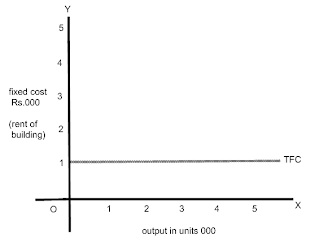 Y
5
4
fixed cost
Rs.000
3
(rent of
building)
2
1
TFC
O
1 2 3 4 5
X
output in units 000